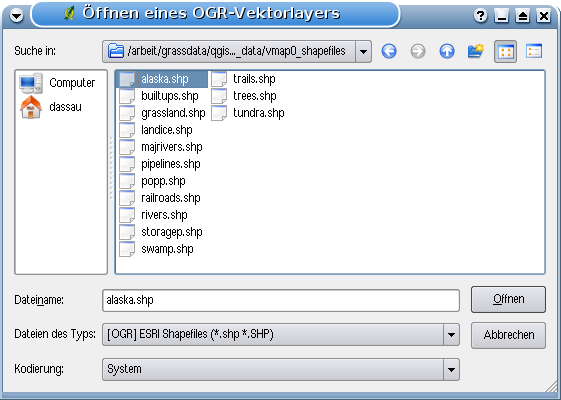 Öffnen eines OGR-Vektorlayers
Suche in: /arbeit/grassdata/qgis..._data/vmap0_shapefiles
Computer
dassau
alaska.shp
builtups.shp
grassland.shp
landice.shp
majrivers.shp
pipelines.shp
popp.shp
railroads.shp
rivers.shp
storagep.shp
swamp.shp
trails.shp
trees.shp
tundra.shp
Dateiname: alaska.shp Öffnen
Dateien des Typs: [OGR] ESRI Shapefiles (*.shp *.SHP) Abbrechen
Kodierung: System